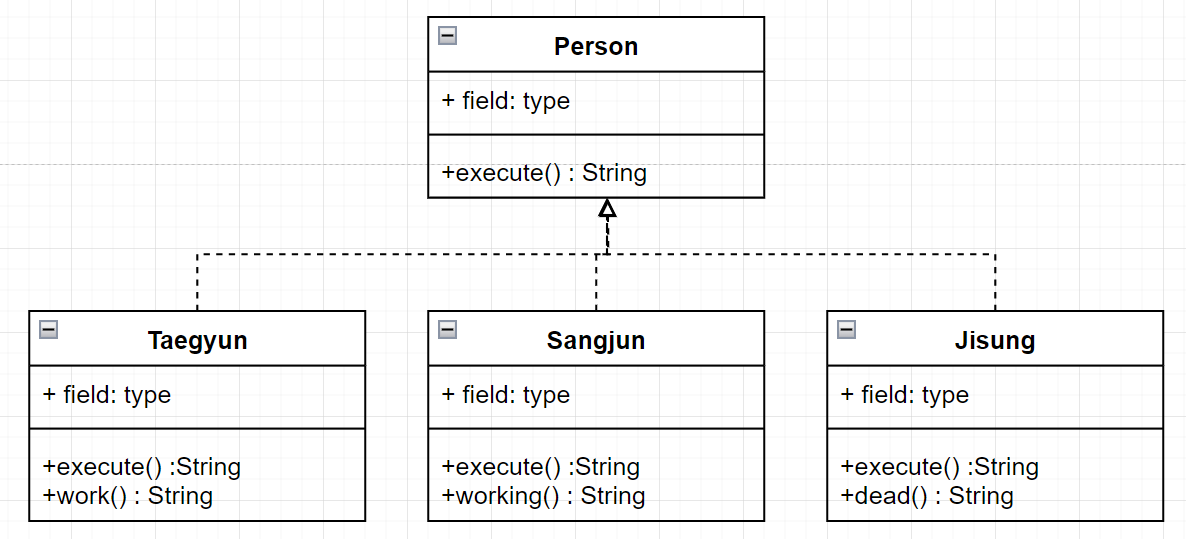 Person
+ field: type
+execute() : String
Taegyun
+ field: type
+execute() :String
+work() : String
Sangjun
+ field: type
+execute() :String
+working() : String
Jisung
+ field: type
+execute() :String
+dead() : String